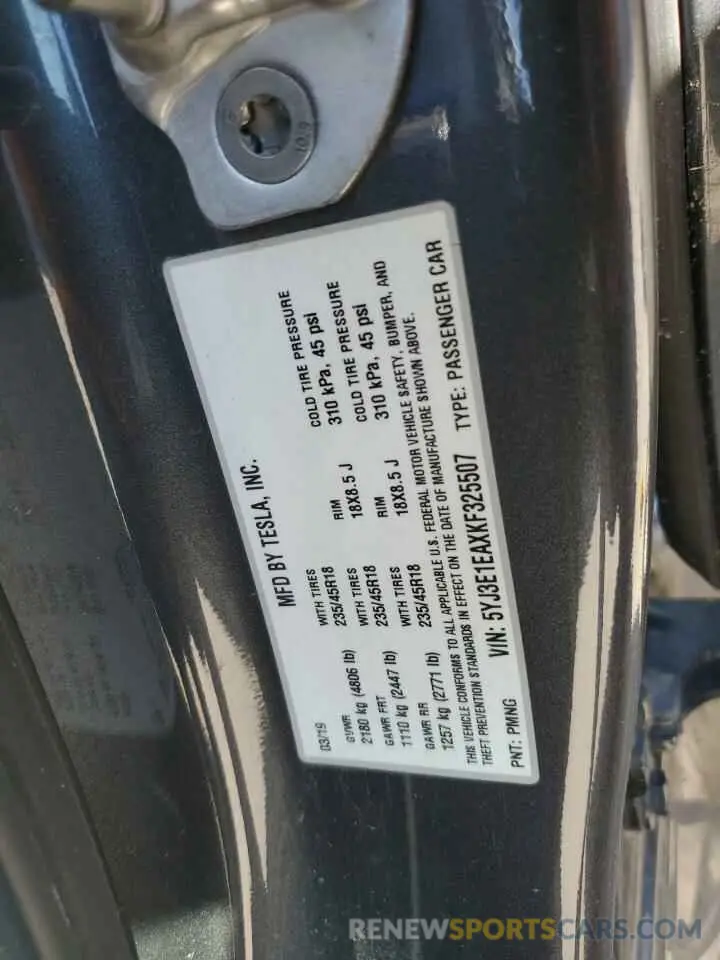 MFD BY TESLA, INC.
03/19
GVWR
2180 kg (4806 lb)
WITH TIRES
235/45R18
RIM
18X8.5 J
COLD TIRE PRESSURE
310 kPa, 45 psi
GAWR FRT
1110 kg (2447 lb)
WITH TIRES
235/45R18
RIM
18X8.5 J
COLD TIRE PRESSURE
310 kPa, 45 psi
GAWR RR
1257 kg (2771 lb)
WITH TIRES
235/45R18
THIS VEHICLE CONFORMS TO ALL APPLICABLE U.S. FEDERAL MOTOR VEHICLE SAFETY, BUMPER, AND
THEFT PREVENTION STANDARDS IN EFFECT ON THE DATE OF MANUFACTURE SHOWN ABOVE.
PNT: PMNG
VIN: 5YJ3E1EAXKF325507
TYPE: PASSENGER CAR
10.9
RENEWSPORTSCARS.COM